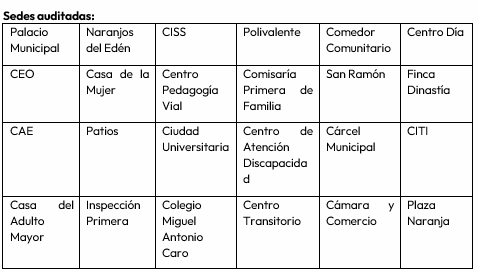 Sedes auditadas:
Palacio Municipal
Naranjos del Edén
CISS
Polivalente
Comedor Comunitario
Centro Día
CEO
Casa de la Mujer
Centro Pedagogía Vial
Comisaría Primera de Familia
San Ramón
Finca Dinastía
CAE
Patios
Ciudad Universitaria
Centro de Atención Discapacidad
Cárcel Municipal
CITI
Casa del Adulto Mayor
Inspección Primera
Colegio Miguel Antonio Caro
Centro Transitorio
Cámara y Comercio
Plaza Naranja